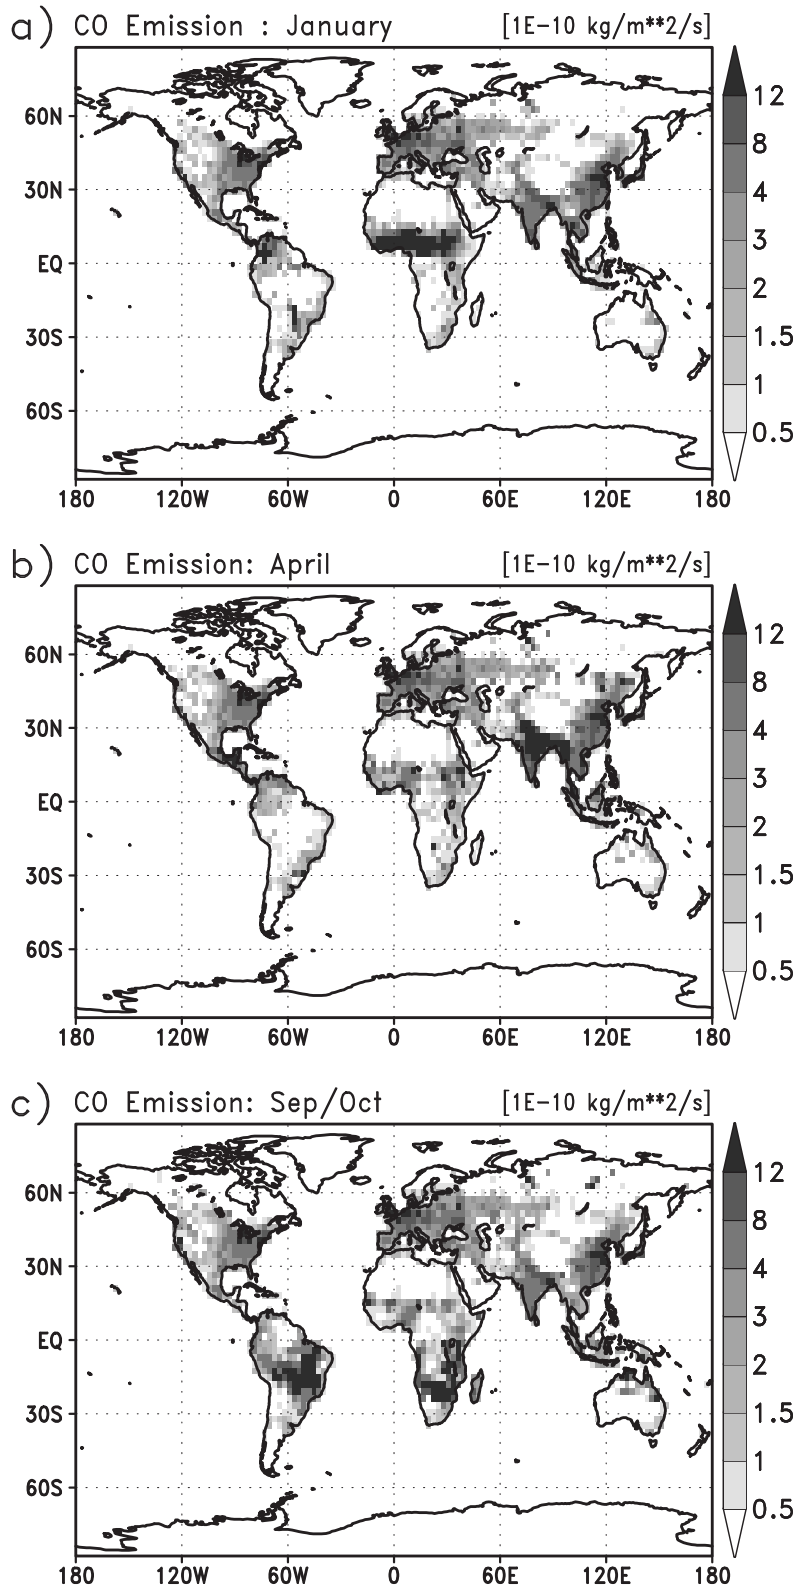 a) CO Emission : January [1E-10 kg/m**2/s]
60N
30N
EQ
30S
60S
180 120W 60W 0 60E 120E 180
12
8
4
3
2
1.5
1
0.5
b) CO Emission: April [1E-10 kg/m**2/s]
60N
30N
EQ
30S
60S
180 120W 60W 0 60E 120E 180
12
8
4
3
2
1.5
1
0.5
c) CO Emission: Sep/Oct [1E-10 kg/m**2/s]
60N
30N
EQ
30S
60S
180 120W 60W 0 60E 120E 180
12
8
4
3
2
1.5
1
0.5